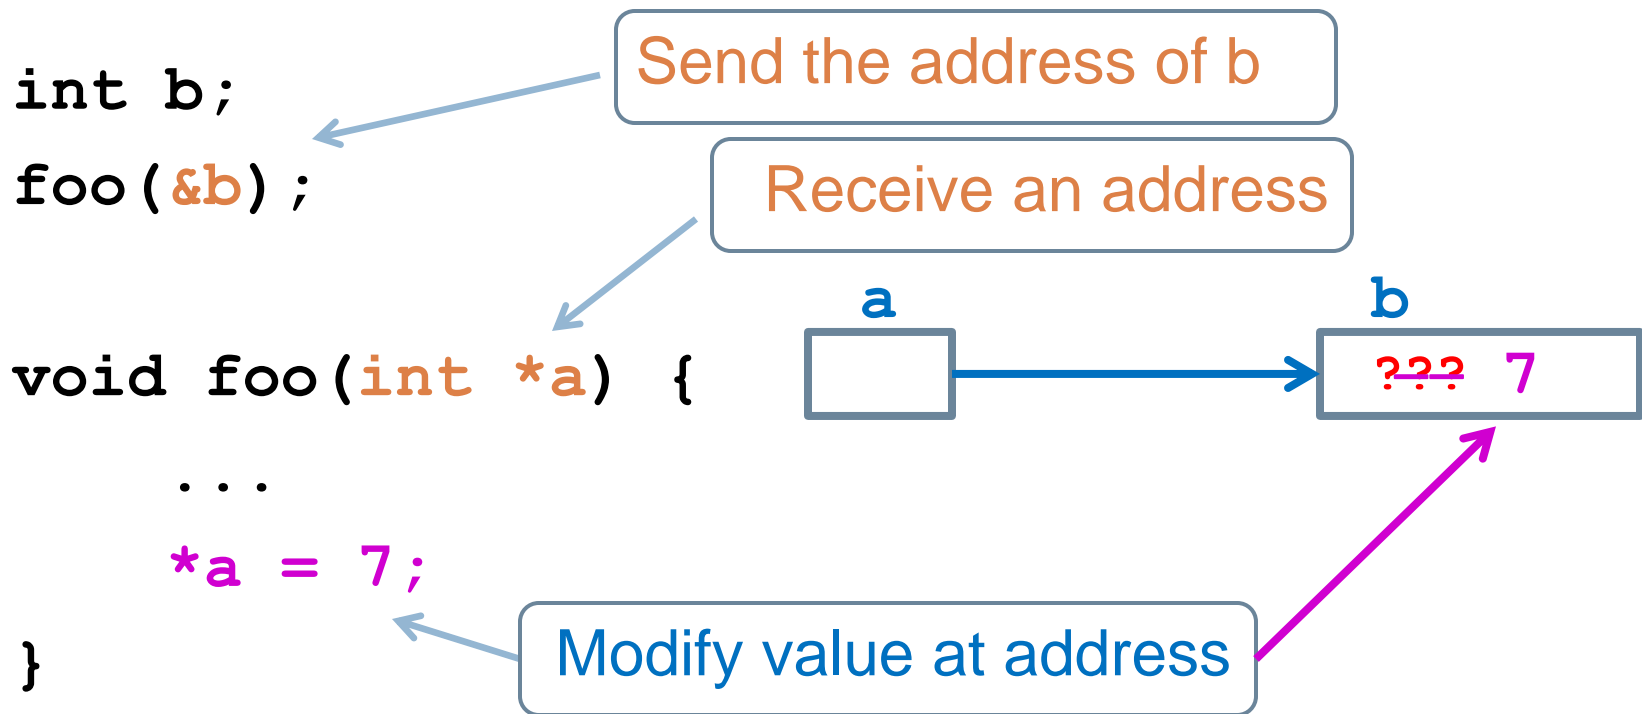 Send the address of b
int b;
foo(&b);
Receive an address
a b
void foo(int *a) {
??? 7
...
*a = 7;
Modify value at address
}